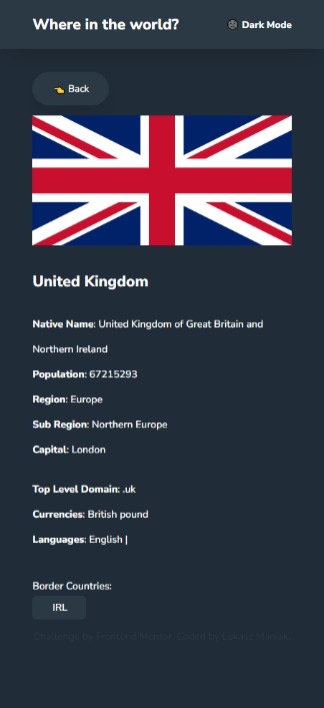 Where in the world?
Dark Mode
Back
United Kingdom
Native Name: United Kingdom of Great Britain and
Northern Ireland
Population: 67215293
Region: Europe
Sub Region: Northern Europe
Capital: London
Top Level Domain: .uk
Currencies: British pound
Languages: English |
Border Countries:
IRL
Challenge by Frontend Mentor. Coded by